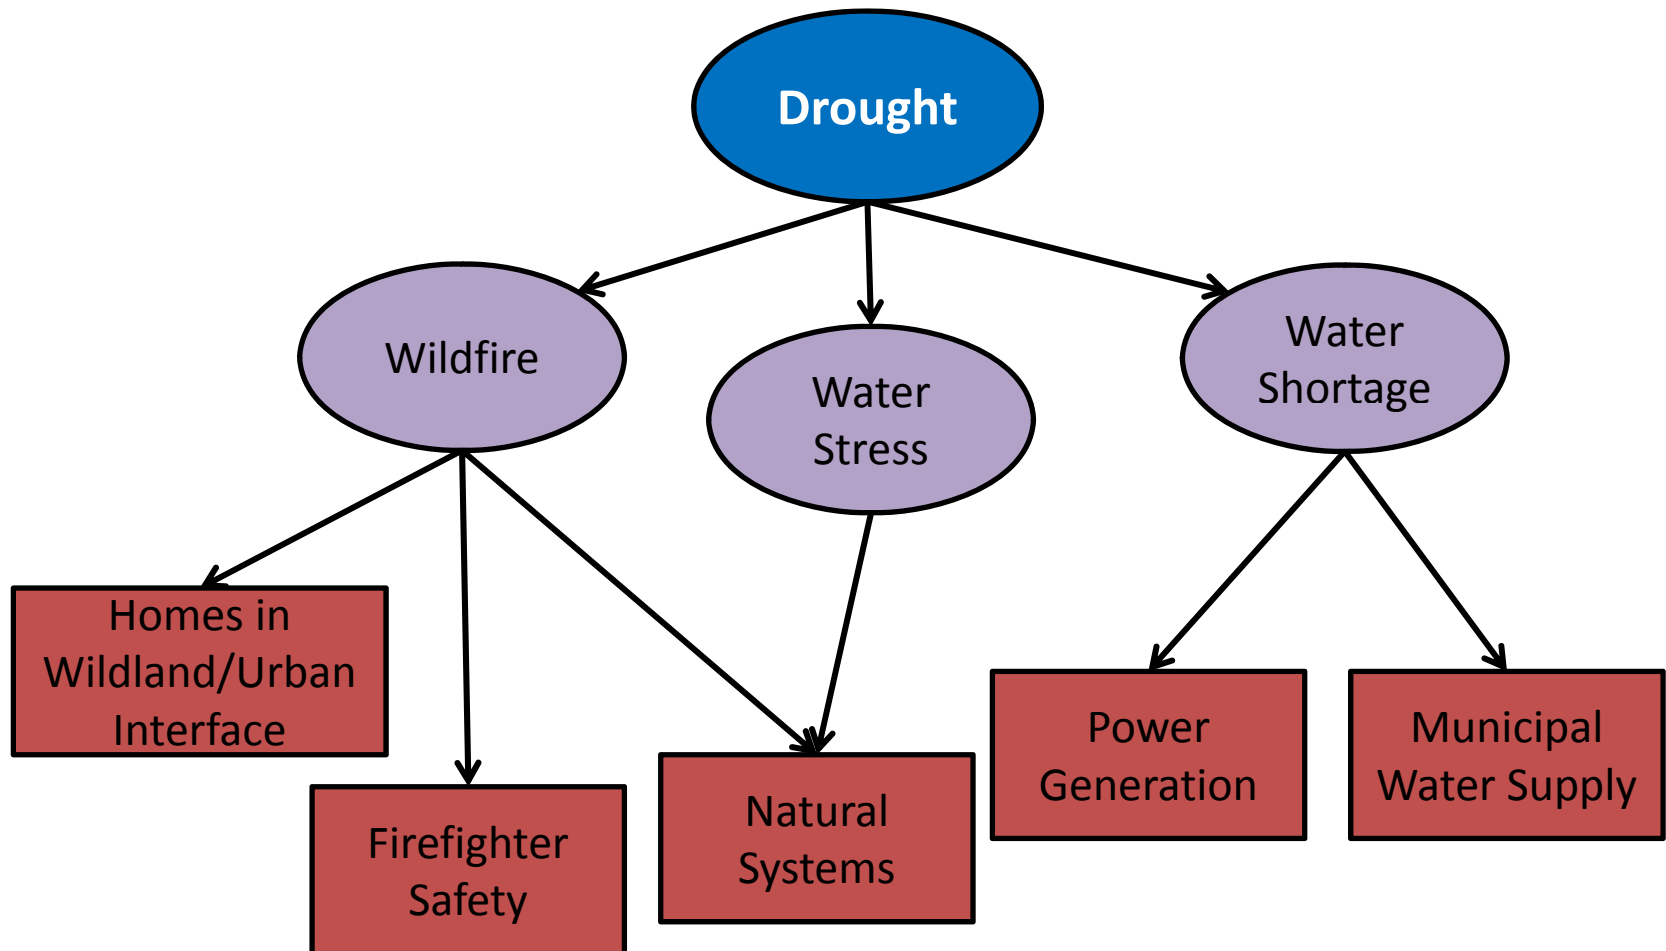 Drought
Wildfire
Water
Stress
Water
Shortage
Homes in
Wildland/Urban
Interface
Firefighter
Safety
Natural
Systems
Power
Generation
Municipal
Water Supply